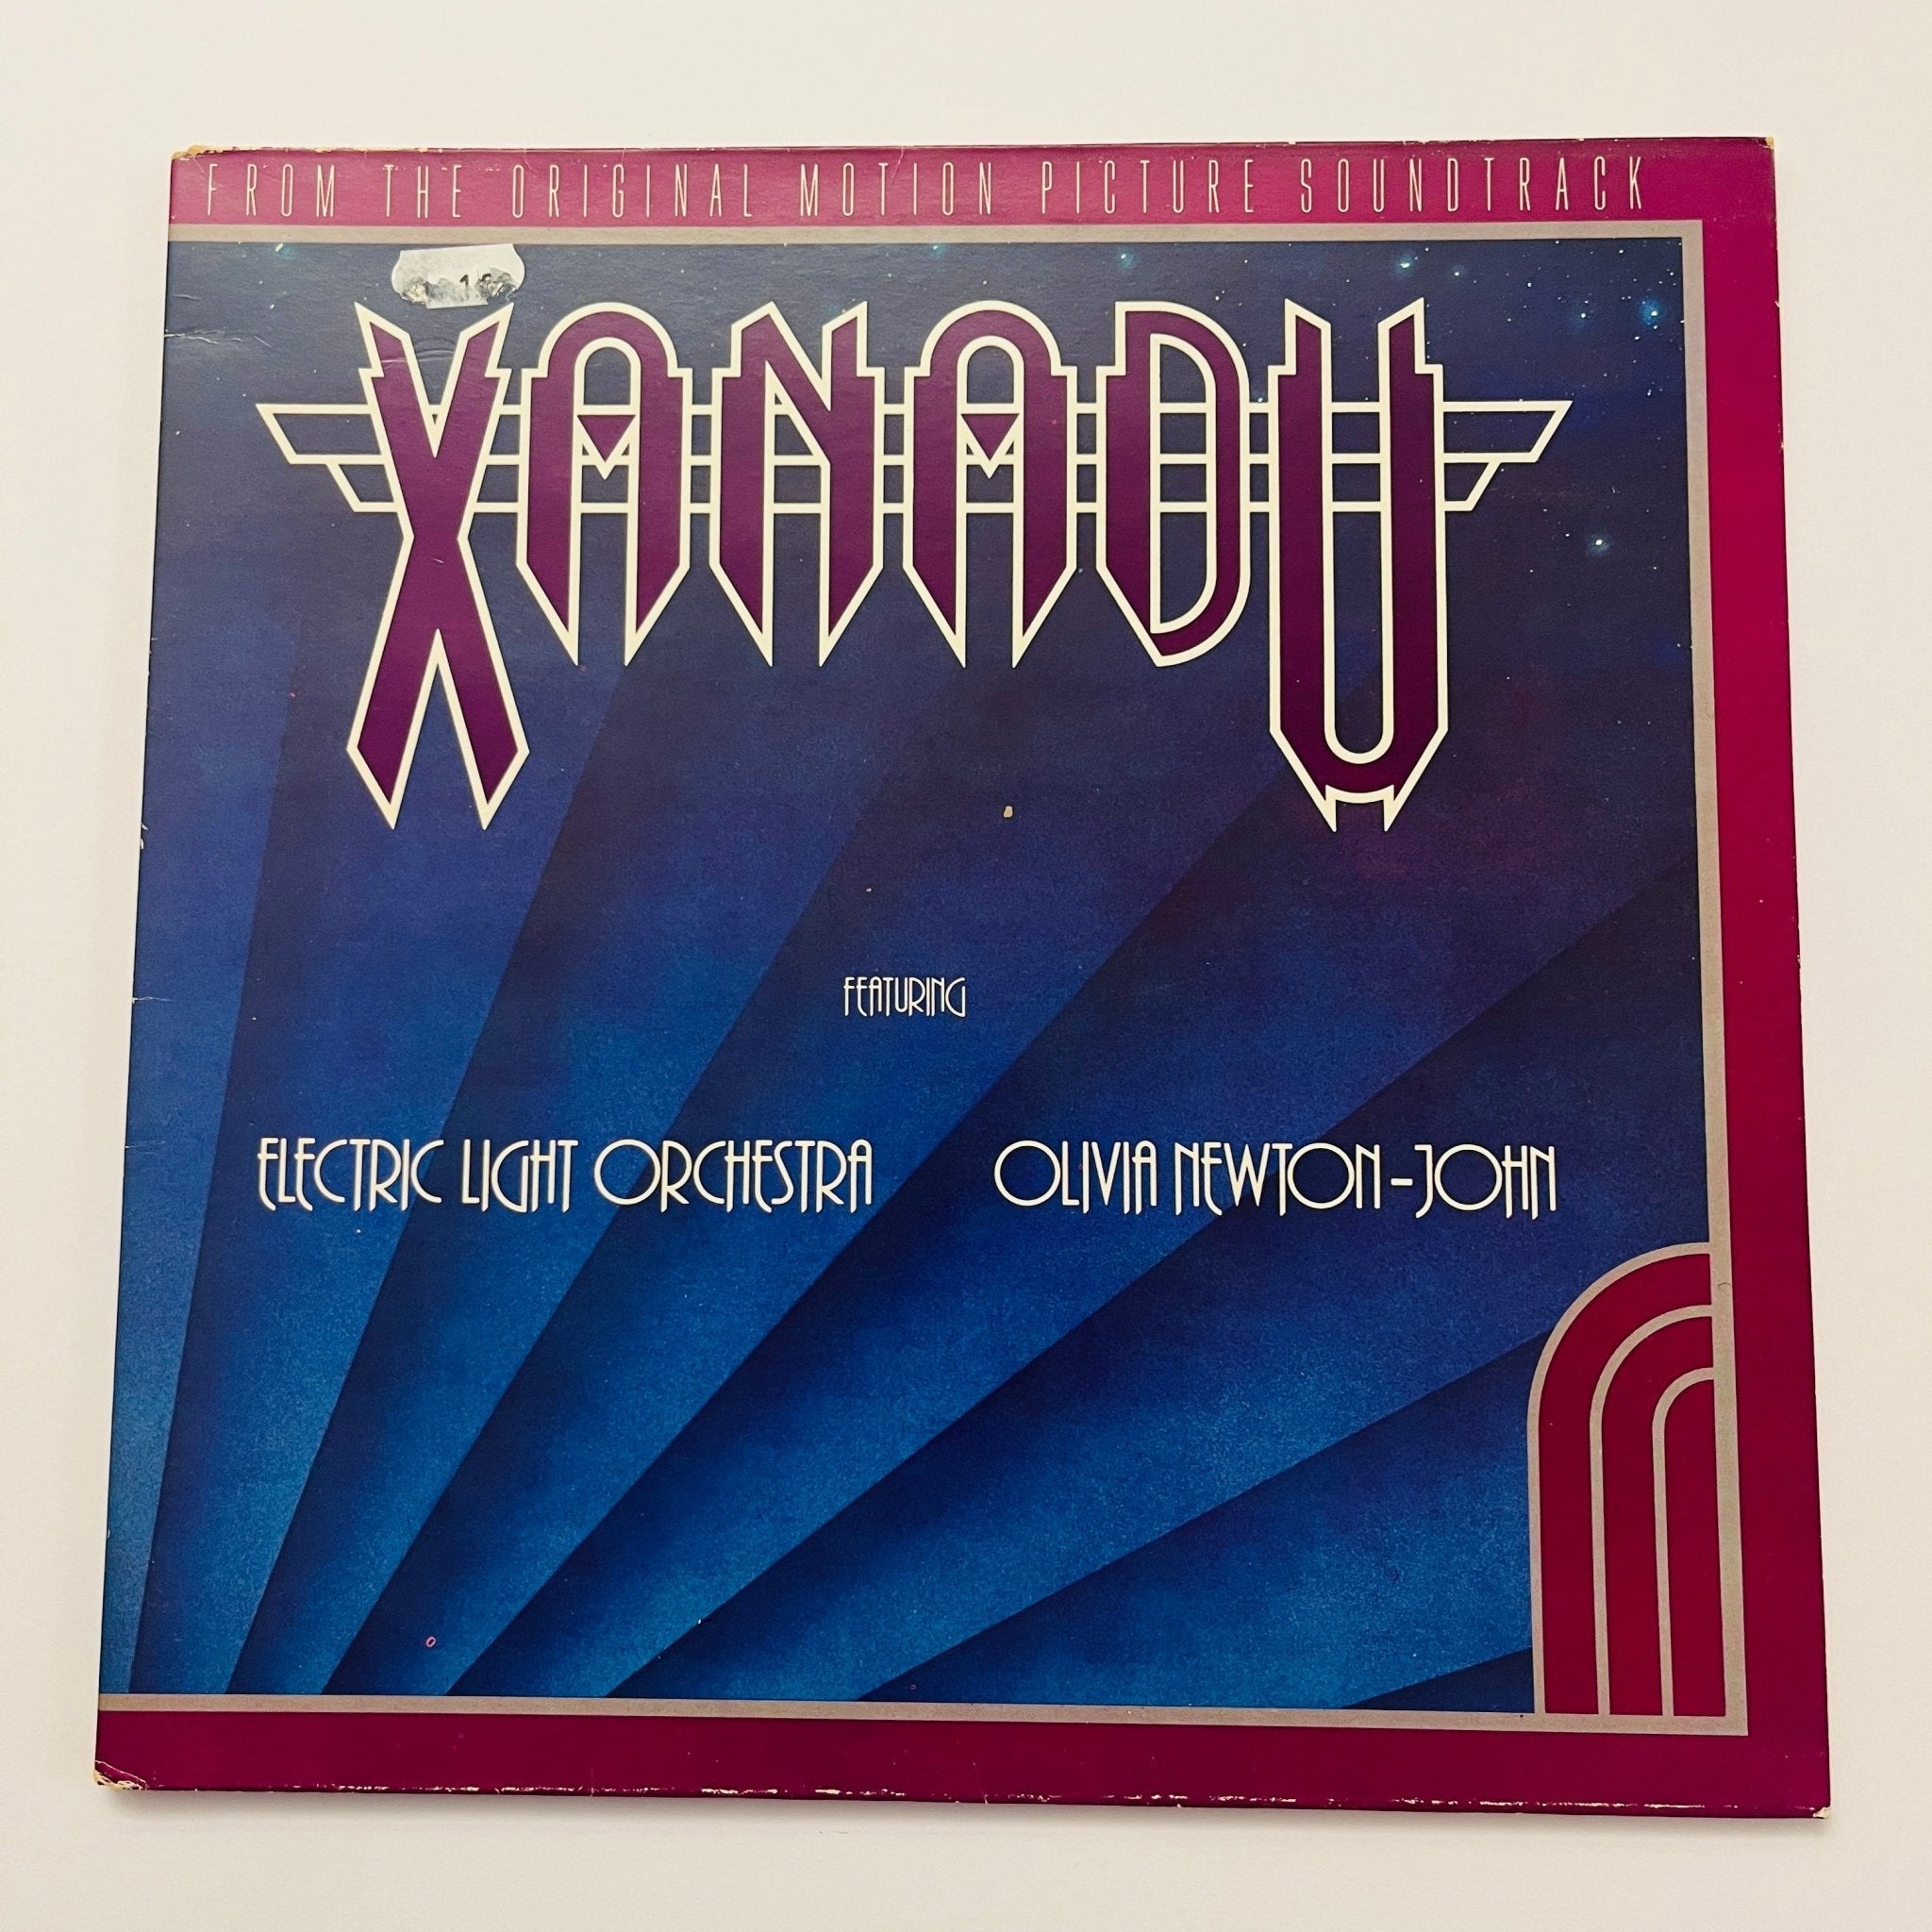 FROM THE ORIGINAL MOTION PICTURE SOUNDTRACK
XANADU
FEATURING
ELECTRIC LIGHT ORCHESTRA OLIVIA NEWTON-JOHN